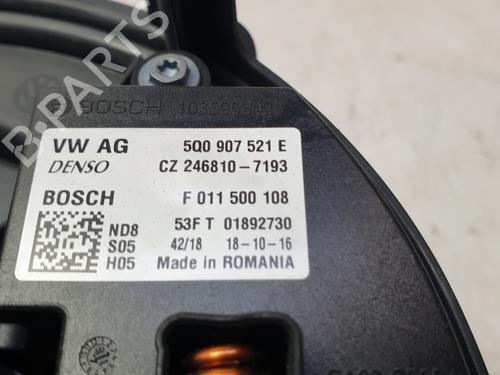 BOSCH
VW AG 5Q0 907 521 E
DENSO CZ 246810-7193
BOSCH F 011 500 108
ND8 53F T 01892730
S05 42/18 18-10-16
H05 Made in ROMANIA